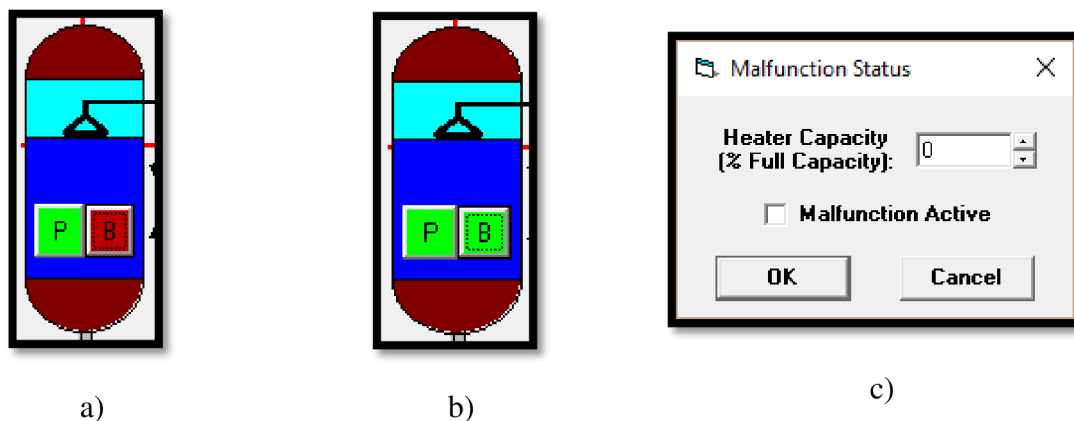 P B
P B
Malfunction Status
Heater Capacity
(% Full Capacity):
0
Malfunction Active
OK Cancel
a)
b)
c)